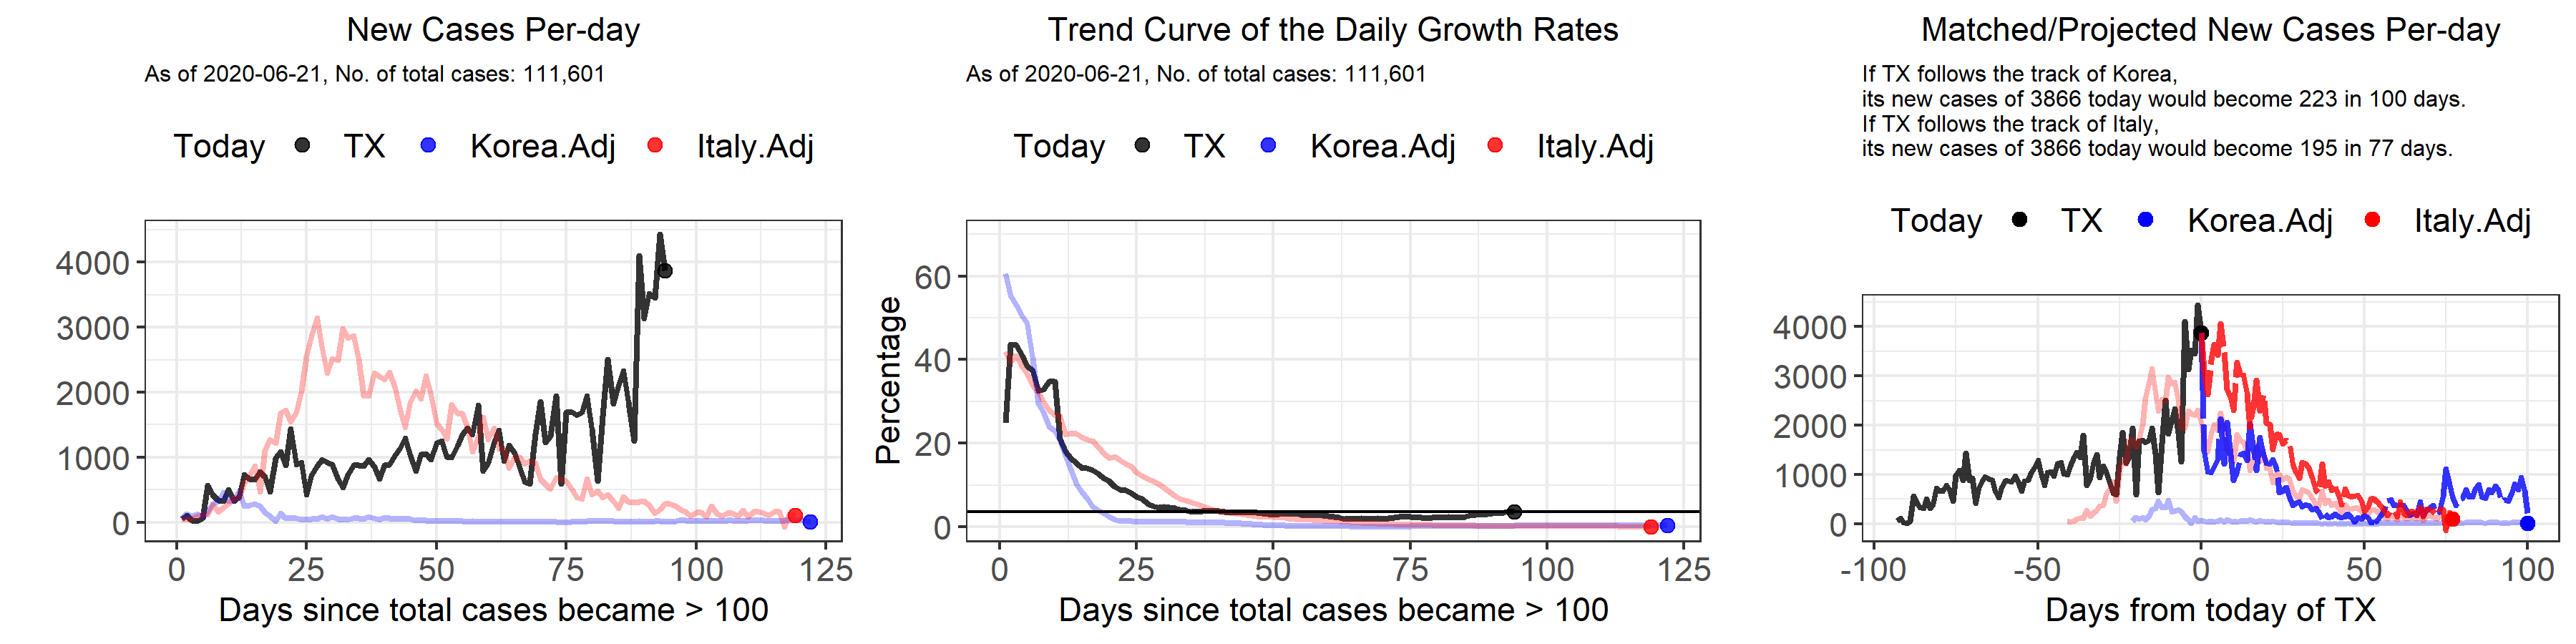 New Cases Per-day
As of 2020-06-21, No. of total cases: 111,601
Today TX Korea.Adj Italy.Adj
4000
3000
2000
1000
0
0 25 50 75 100 125
Days since total cases became > 100
Trend Curve of the Daily Growth Rates
As of 2020-06-21, No. of total cases: 111,601
Today TX Korea.Adj Italy.Adj
Percentage
60
40
20
0
0 25 50 75 100 125
Days since total cases became > 100
Matched/Projected New Cases Per-day
If TX follows the track of Korea,
its new cases of 3866 today would become 223 in 100 days.
If TX follows the track of Italy,
its new cases of 3866 today would become 195 in 77 days.
Today TX Korea.Adj Italy.Adj
4000
3000
2000
1000
0
-100 -50 0 50 100
Days from today of TX